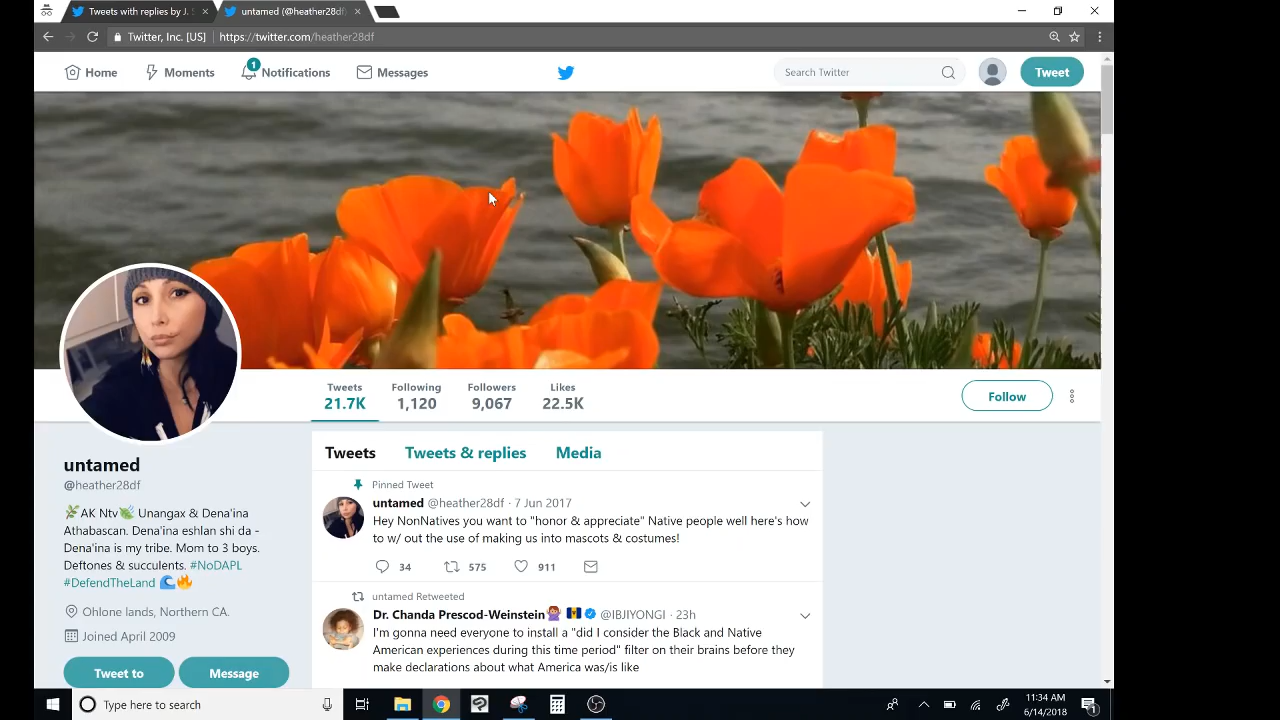 Tweets with replies by J.
untamed (@heather28df)
Twitter, Inc. [US] https://twitter.com/heather28df
Home Moments 1 Notifications Messages Search Twitter Tweet
Tweets Following Followers Likes
21.7K 1,120 9,067 22.5K
Follow
untamed
@heather28df
AK Ntv Unangax & Dena'ina
Athabascan. Dena'ina eshlan shi da -
Dena'ina is my tribe. Mom to 3 boys.
Deftones & succulents. #NoDAPL
#DefendTheLand
Ohlone lands, Northern CA.
Joined April 2009
Tweet to Message
Tweets Tweets & replies Media
Pinned Tweet
untamed @heather28df · 7 Jun 2017
Hey NonNatives you want to "honor & appreciate" Native people well here's how
to w/ out the use of making us into mascots & costumes!
34 575 911
untamed Retweeted
Dr. Chanda Prescod-Weinstein @IBJIYONGI · 23h
I'm gonna need everyone to install a "did I consider the Black and Native
American experiences during this time period" filter on their brains before they
make declarations about what America was/is like
Type here to search
11:34 AM
6/14/2018
1